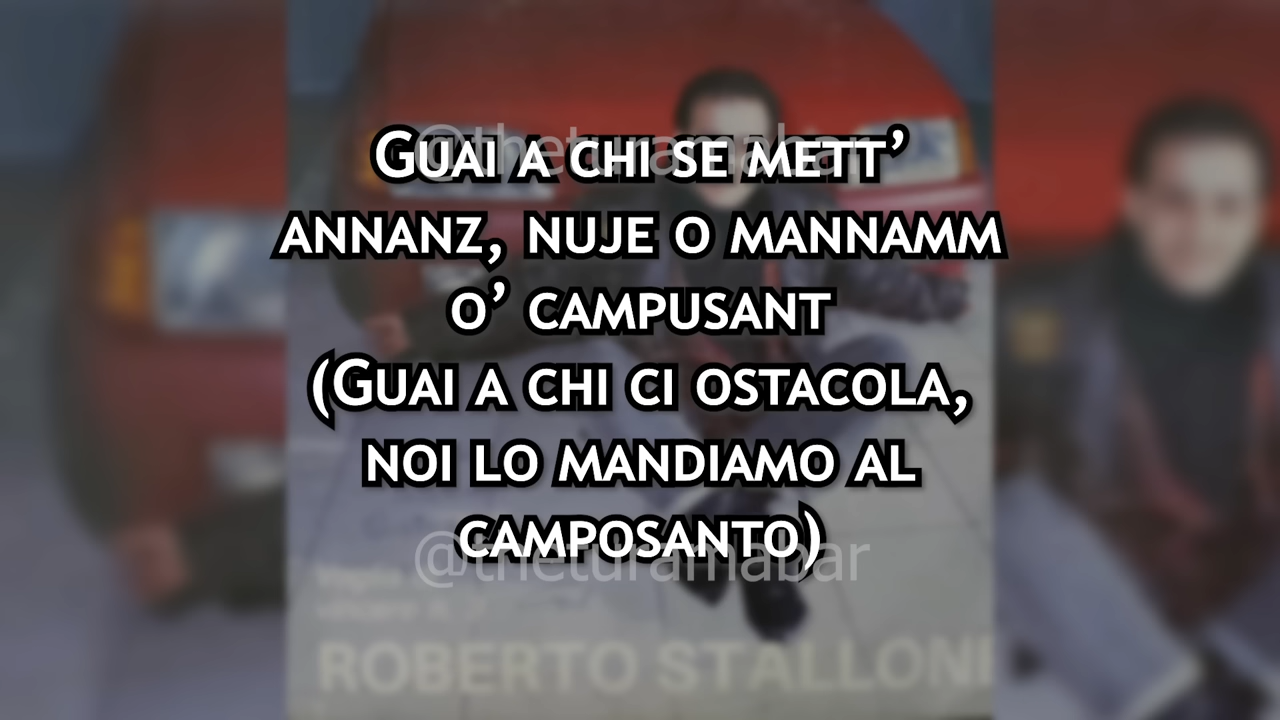 @theturamabar
Guai a chi se mett'
annanz, nuje o mannamm
o' campusant
(Guai a chi ci ostacola,
noi lo mandiamo al
camposanto)
@theturamabar
ROBERTO STALLONE